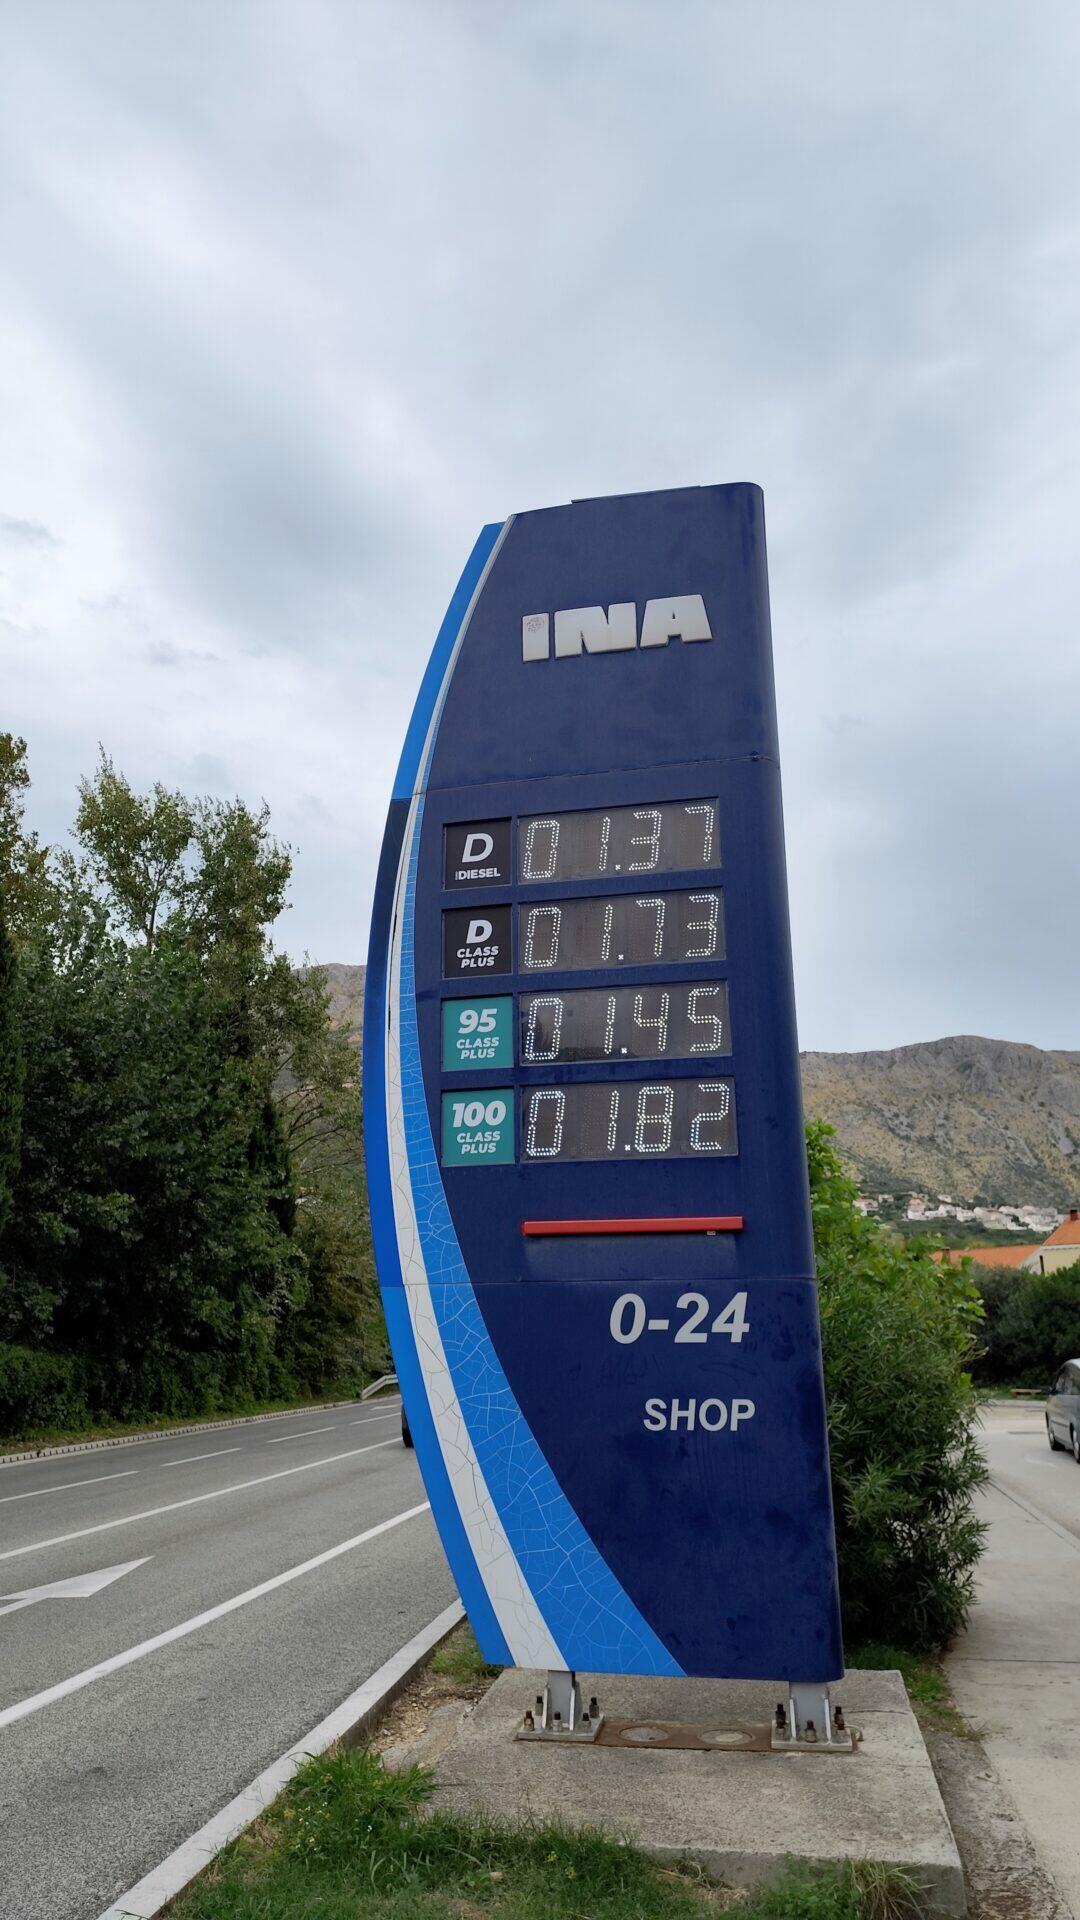 INA
D
DIESEL
01.37
D
CLASS
PLUS
01.73
95
CLASS
PLUS
01.45
100
CLASS
PLUS
01.82
0-24
SHOP